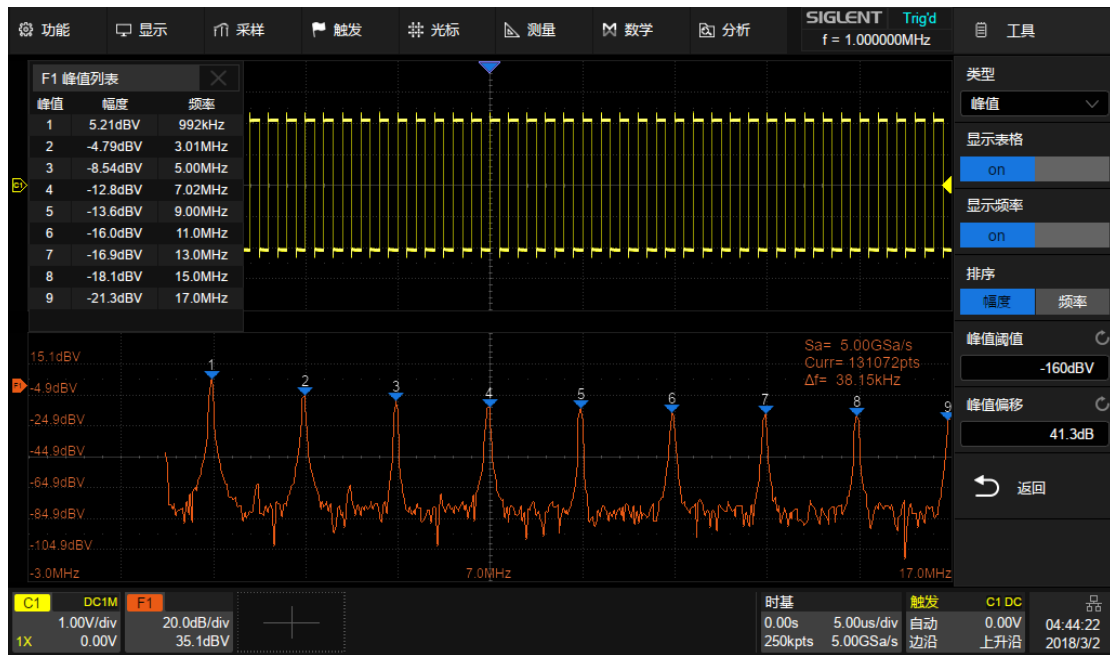 功能 显示 采样 触发 光标 测量 数学 分析
SIGLENT Trig'd
f = 1.000000MHz
工具
F1 峰值列表
峰值 幅度 频率
1 5.21dBV 992kHz
2 -4.79dBV 3.01MHz
3 -8.54dBV 5.00MHz
4 -12.8dBV 7.02MHz
5 -13.6dBV 9.00MHz
6 -16.0dBV 11.0MHz
7 -16.9dBV 13.0MHz
8 -18.1dBV 15.0MHz
9 -21.3dBV 17.0MHz
C1
类型
峰值
显示表格
on
显示频率
on
排序
幅度 频率
峰值阈值
-160dBV
峰值偏移
41.3dB
返回
Sa= 5.00GSa/s
Curr= 131072pts
Δf= 38.15kHz
1 2 3 4 5 6 7 8 9
15.1dBV
F1 -4.9dBV
-24.9dBV
-44.9dBV
-64.9dBV
-84.9dBV
-104.9dBV
-3.0MHz 7.0MHz 17.0MHz
C1 DC1M
1.00V/div
1X 0.00V
F1
20.0dB/div
35.1dBV
时基
0.00s 5.00us/div
250kpts 5.00GSa/s
触发 C1 DC
自动 0.00V
边沿 上升沿
04:44:22
2018/3/2